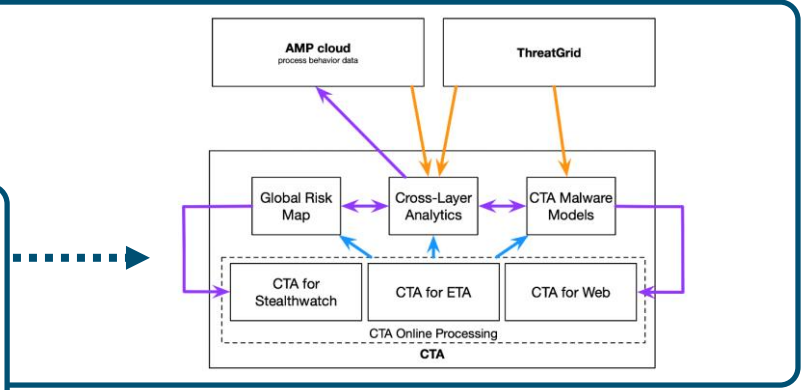 AMP cloud
process behavior data
ThreatGrid
Global Risk
Map
Cross-Layer
Analytics
CTA Malware
Models
CTA for
Stealthwatch
CTA for ETA
CTA for Web
CTA Online Processing
CTA